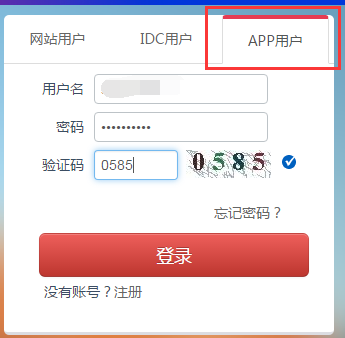 网站用户 IDC用户 APP用户
用户名
密码 ••••••••••
验证码 0585 0585
忘记密码？
登录
没有账号？注册